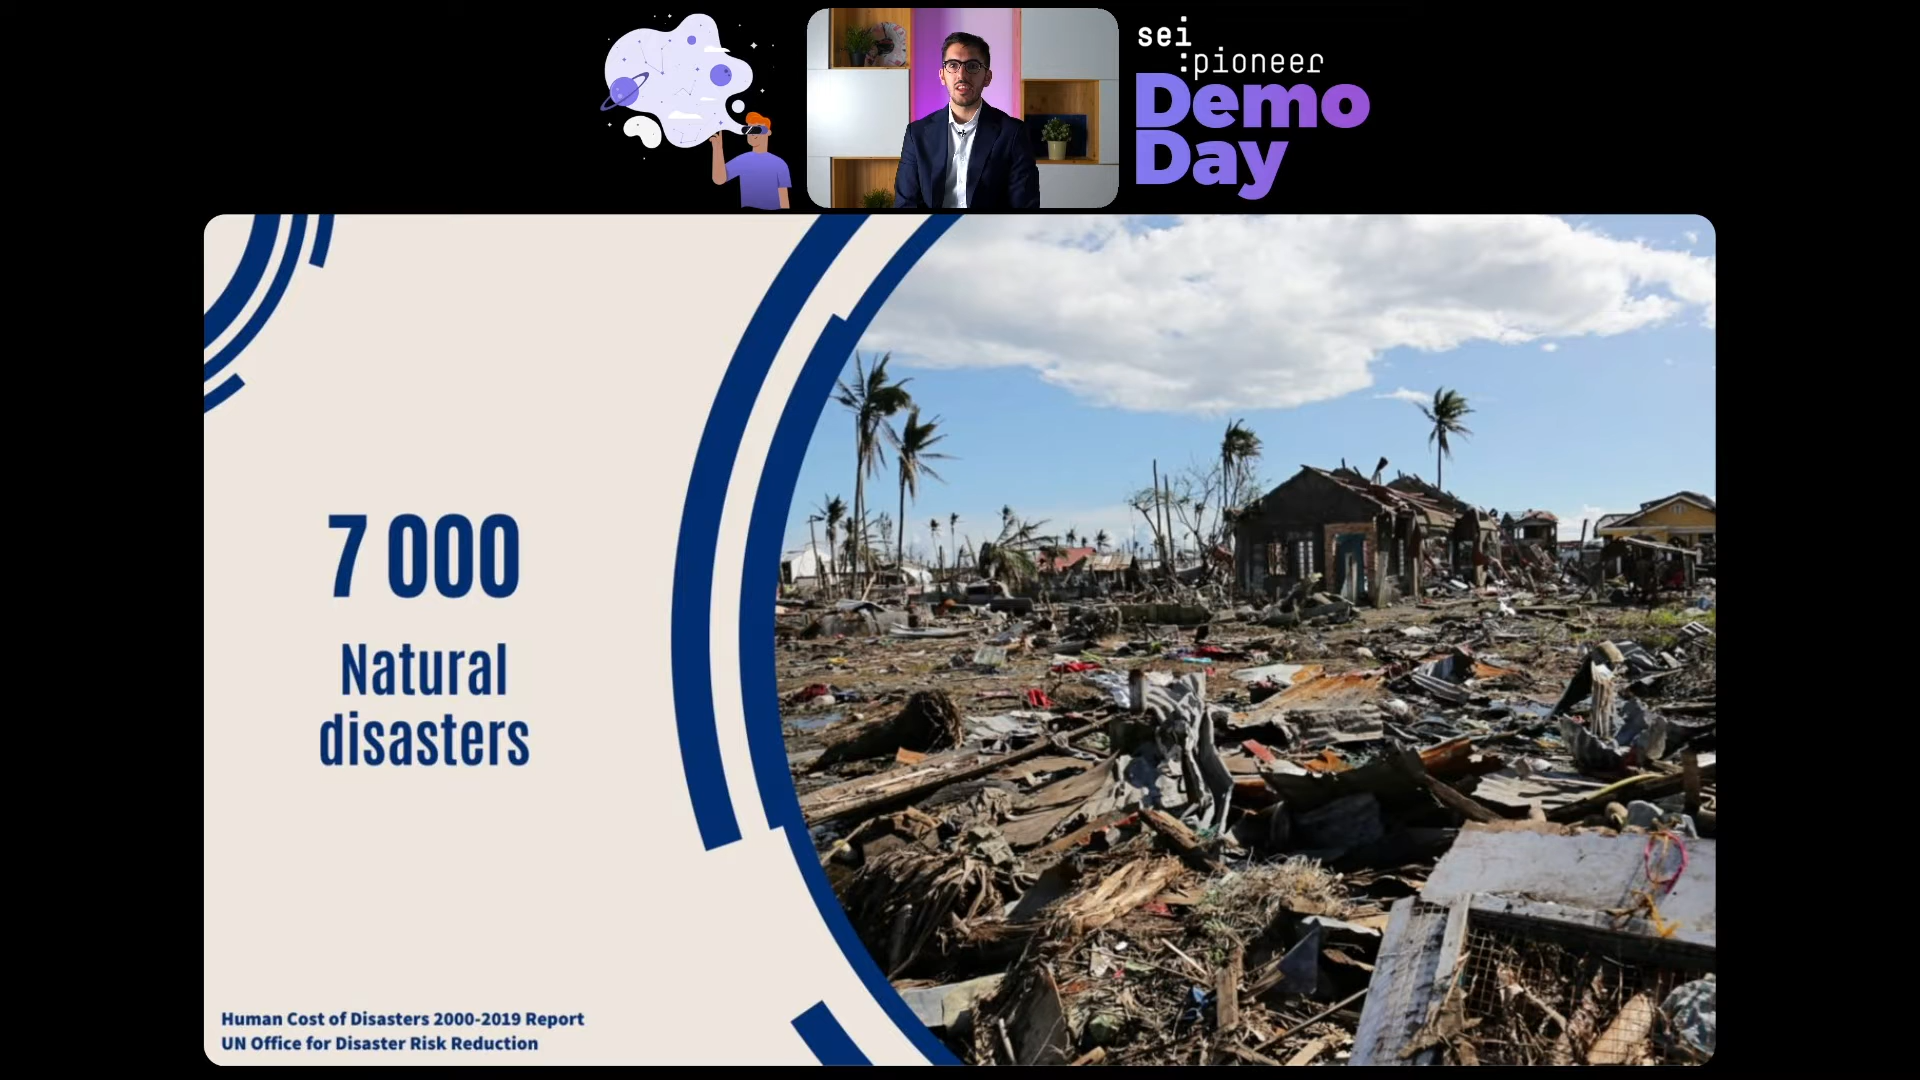 sei
:pioneer
Demo
Day
7 000
Natural
disasters
Human Cost of Disasters 2000-2019 Report
UN Office for Disaster Risk Reduction